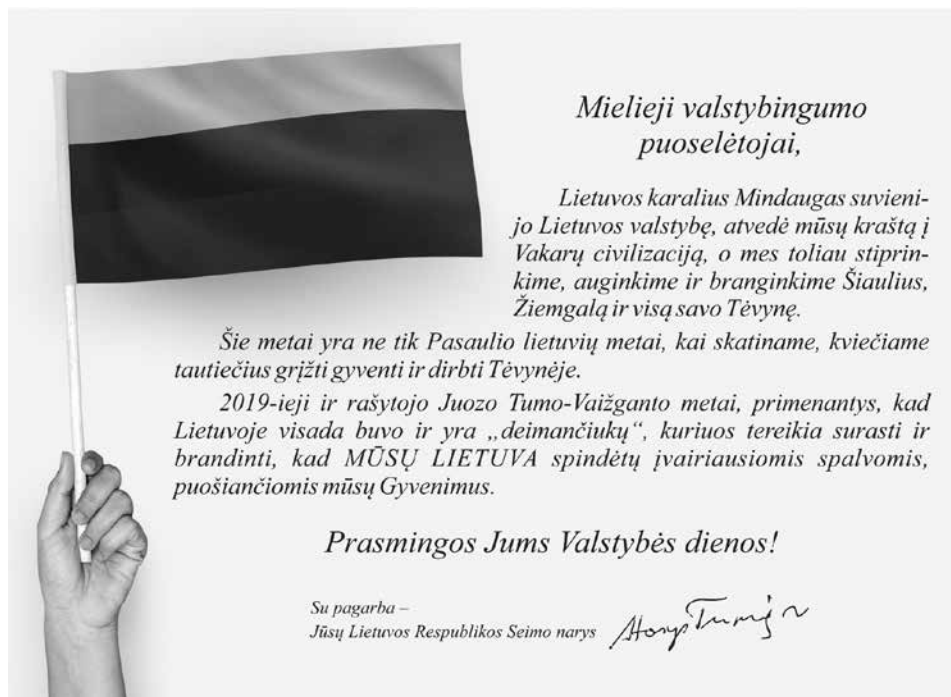 Mielieji valstybingumo
puoselėtojai,
Lietuvos karalius Mindaugas suvieni-
jo Lietuvos valstybę, atvedė mūsų kraštą į
Vakarų civilizaciją, o mes toliau stiprin-
kime, auginkime ir branginkime Šiaulius,
Žiemgalą ir visą savo Tėvynę.
Šie metai yra ne tik Pasaulio lietuvių metai, kai skatiname, kviečiame
tautiečius grįžti gyventi ir dirbti Tėvynėje.
2019-ieji ir rašytojo Juozo Tumo-Vaižganto metai, primenantys, kad
Lietuvoje visada buvo ir yra „deimančiukų“, kuriuos tereikia surasti ir
brandinti, kad MŪSŲ LIETUVA spindėtų įvairiausiomis spalvomis,
puošiančiomis mūsų Gyvenimus.
Prasmingos Jums Valstybės dienos!
Su pagarba –
Jūsų Lietuvos Respublikos Seimo narys